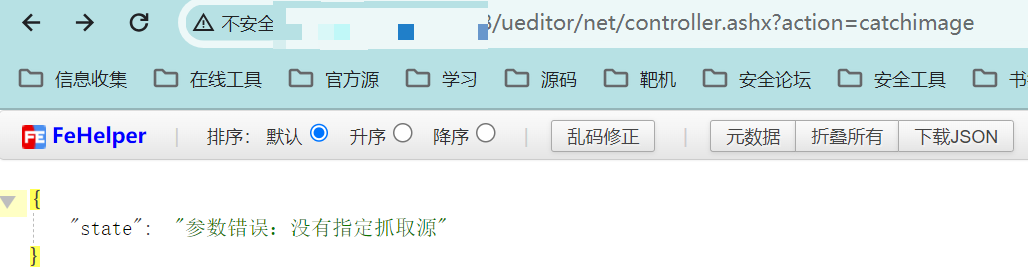 不安全 3/ueditor/net/controller.ashx?action=catchimage
信息收集 在线工具 官方源 学习 源码 靶机 安全论坛 安全工具 书
FE FeHelper | 排序: 默认 升序 降序 | 乱码修正 | 元数据 折叠所有 下载JSON
{
"state": "参数错误：没有指定抓取源"
}